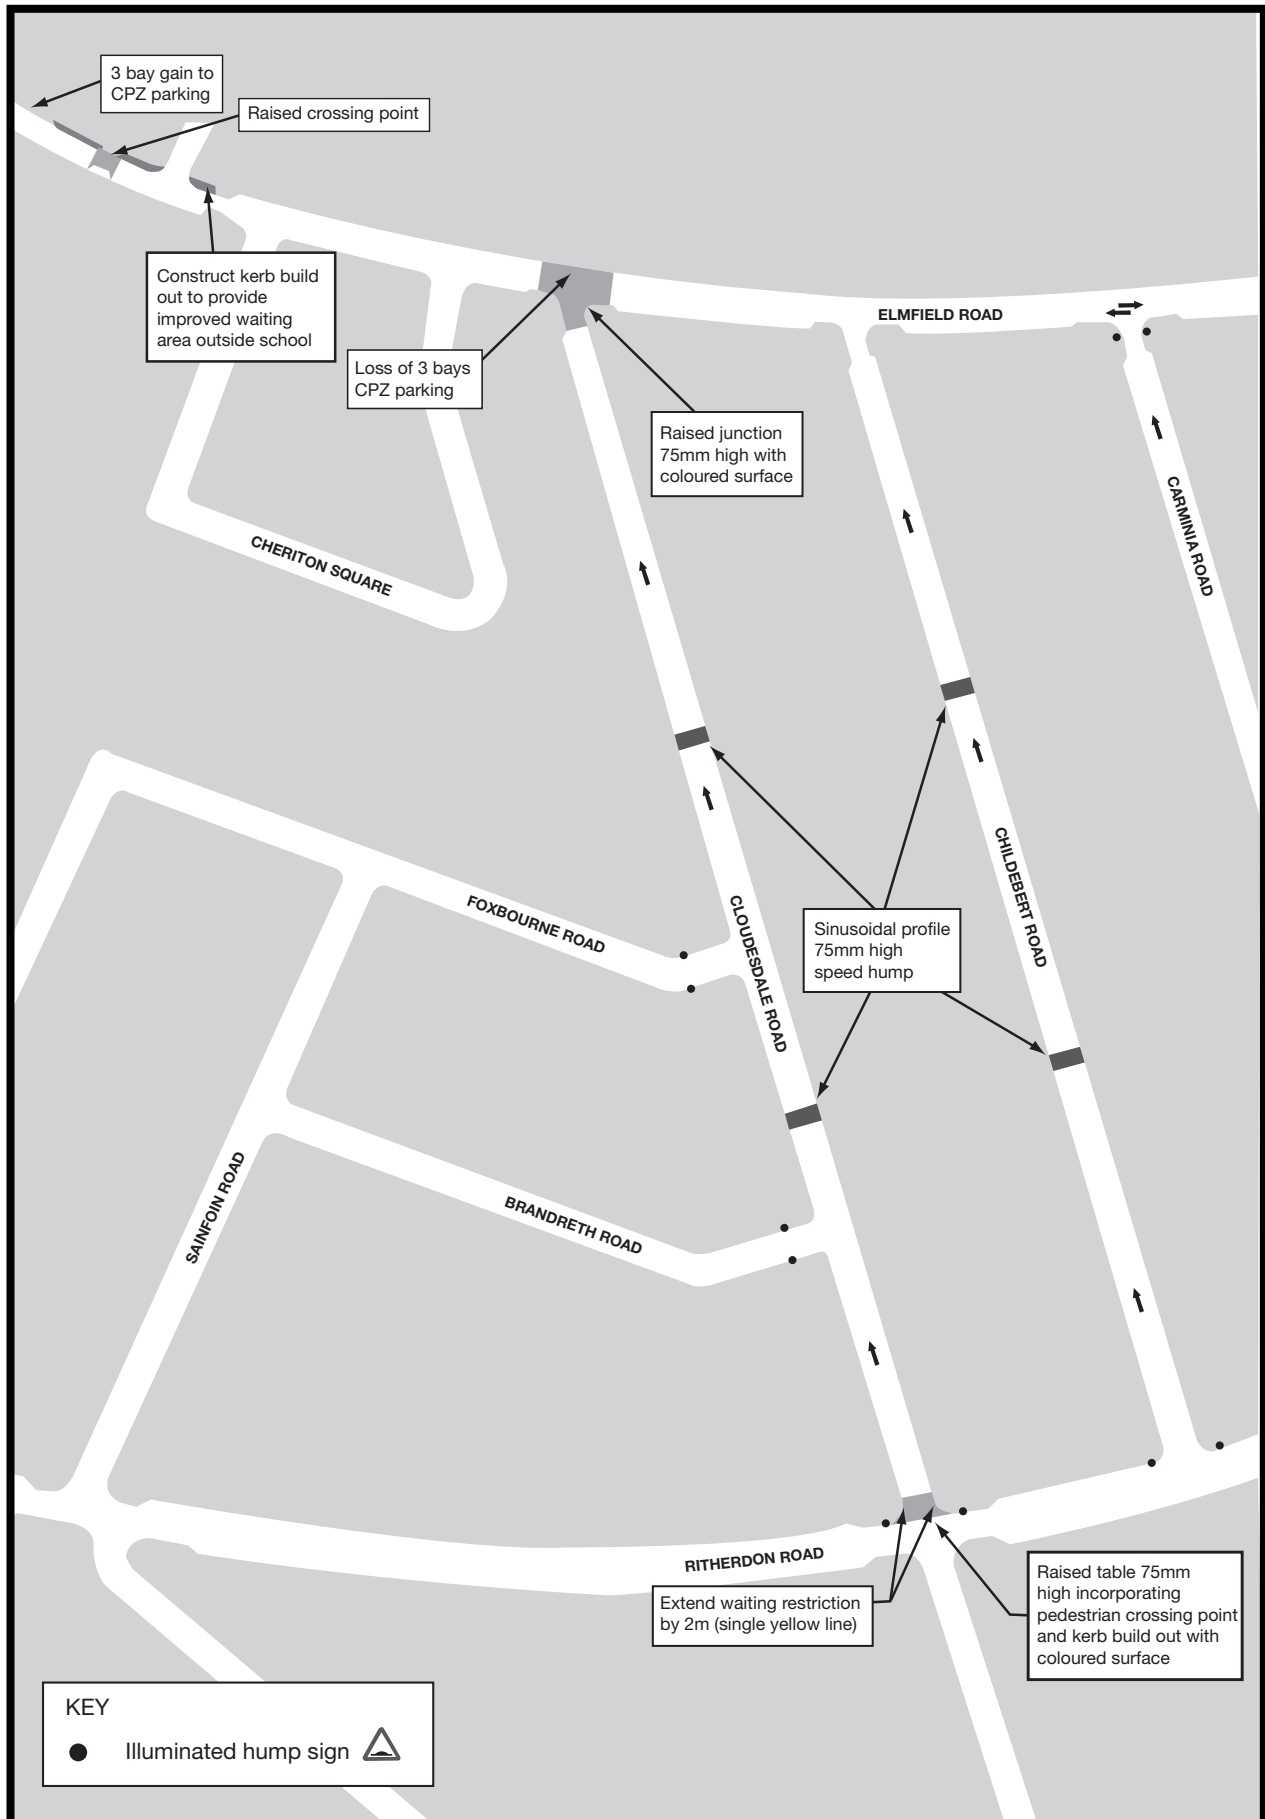 3 bay gain to
CPZ parking
Raised crossing point
Construct kerb build
out to provide
improved waiting
area outside school
Loss of 3 bays
CPZ parking
ELMFIELD ROAD
Raised junction
75mm high with
coloured surface
CARMINIA ROAD
CHERITON SQUARE
CHILDEBERT ROAD
FOXBOURNE ROAD
CLOUDESDALE ROAD
Sinusoidal profile
75mm high
speed hump
SAINFOIN ROAD
BRANDRETH ROAD
RITHERDON ROAD
Extend waiting restriction
by 2m (single yellow line)
Raised table 75mm
high incorporating
pedestrian crossing point
and kerb build out with
coloured surface
KEY
Illuminated hump sign